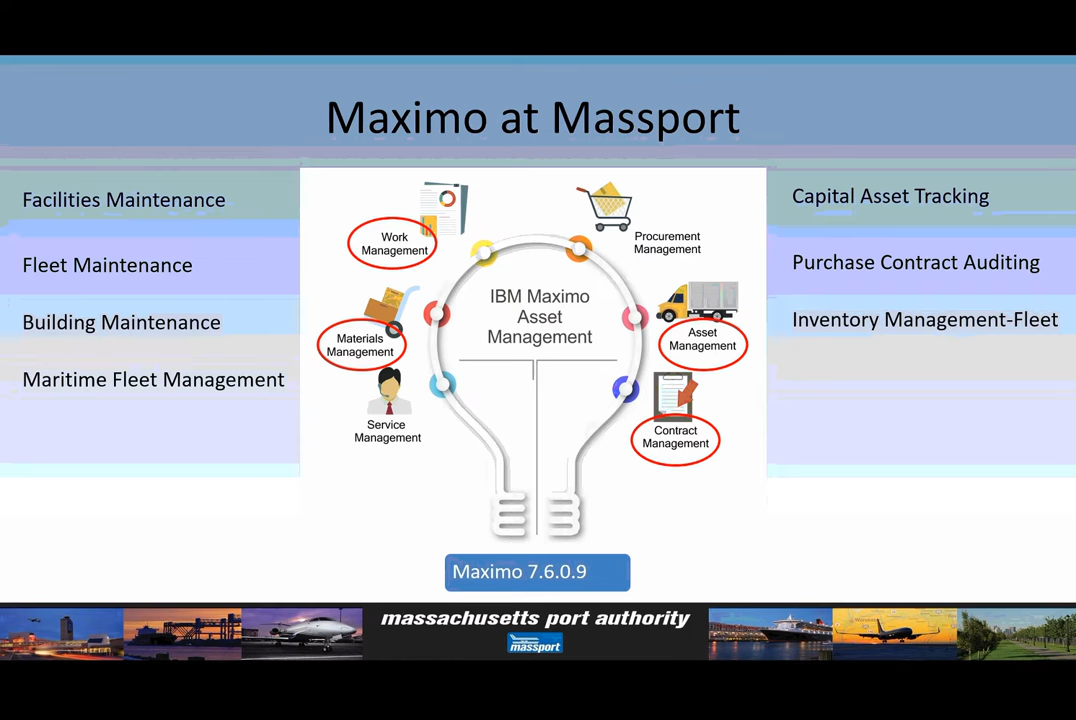 Maximo at Massport
Facilities Maintenance
Fleet Maintenance
Building Maintenance
Maritime Fleet Management
Work
Management
Materials
Management
Service
Management
IBM Maximo
Asset
Management
Procurement
Management
Asset
Management
Contract
Management
Capital Asset Tracking
Purchase Contract Auditing
Inventory Management-Fleet
Maximo 7.6.0.9
massachusetts port authority
massport